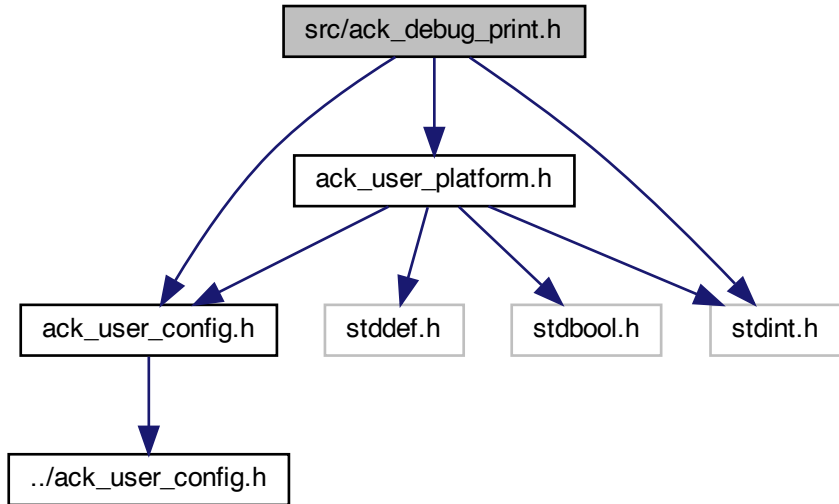 src/ack_debug_print.h
ack_user_platform.h
ack_user_config.h
stddef.h
stdbool.h
stdint.h
../ack_user_config.h